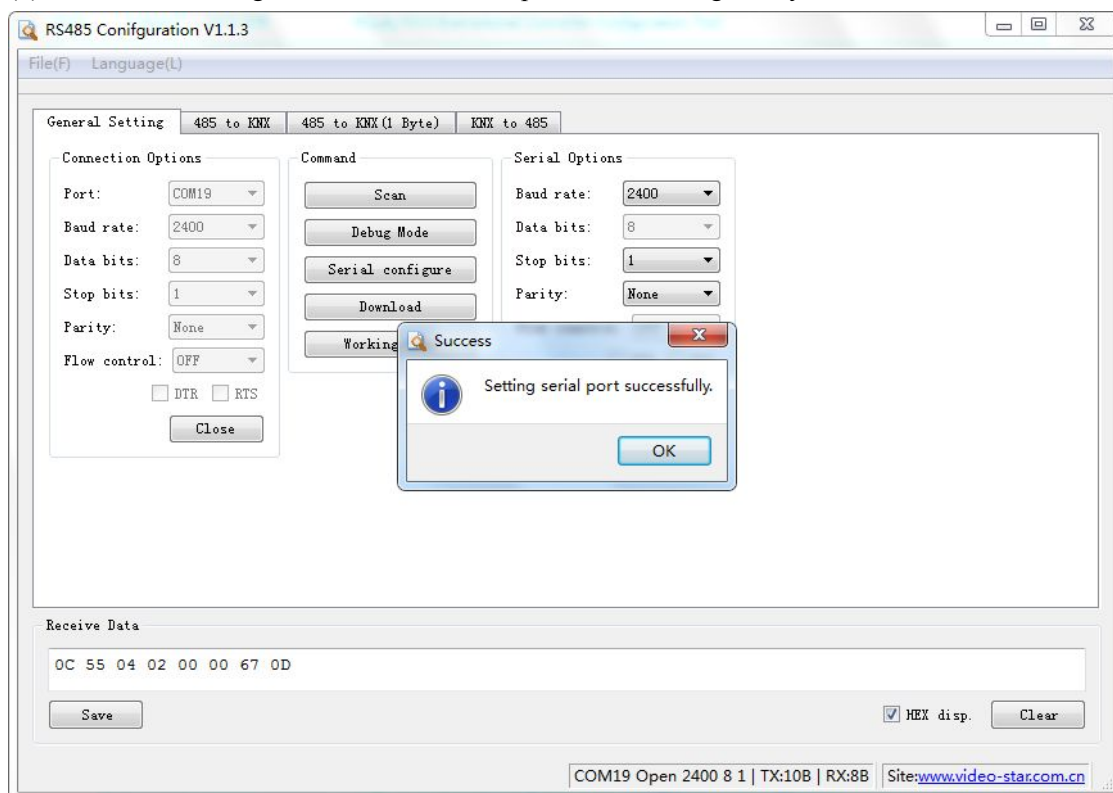 RS485 Conifguration V1.1.3
File(F) Language(L)
General Setting 485 to KNX 485 to KNX(1 Byte) KNX to 485
Connection Options
Port: COM19
Baud rate: 2400
Data bits: 8
Stop bits: 1
Parity: None
Flow control: OFF
DTR RTS
Close
Command
Scan
Debug Mode
Serial configure
Download
Working
Serial Options
Baud rate: 2400
Data bits: 8
Stop bits: 1
Parity: None
Success
Setting serial port successfully.
OK
Receive Data
0C 55 04 02 00 00 67 0D
Save HEX disp. Clear
COM19 Open 2400 8 1 | TX:10B | RX:8B Site:www.video-star.com.cn